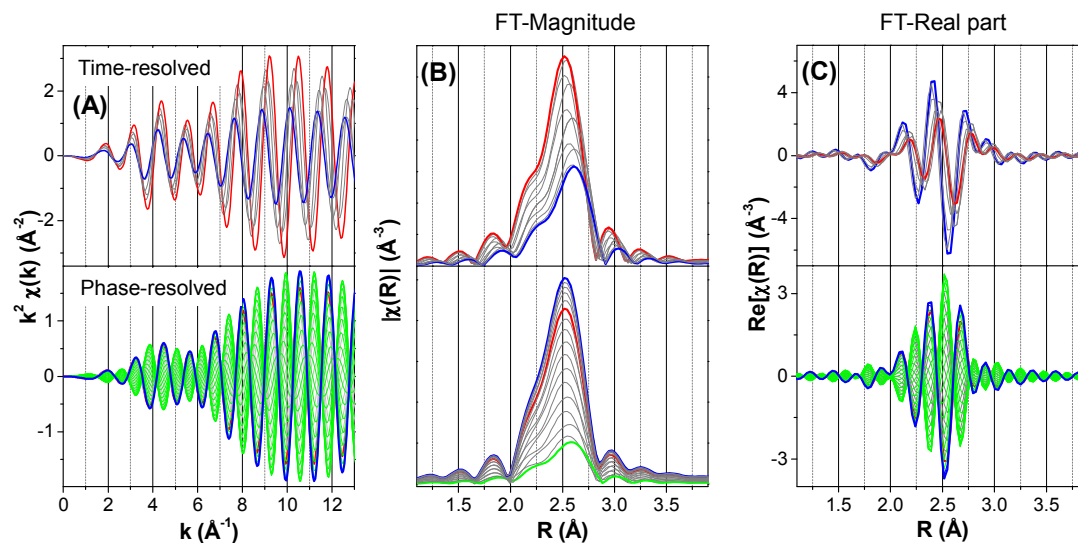 FT-Magnitude
FT-Real part
Time-resolved
(A)
(B)
(C)
2
0
-2
4
0
-4
Phase-resolved
1
0
-1
3
0
-3
k² χ(k) (Å⁻²)
|χ(R)| (Å⁻³)
Re[χ(R)] (Å⁻³)
0 2 4 6 8 10 12
1.5 2.0 2.5 3.0 3.5
1.5 2.0 2.5 3.0 3.5
k (Å⁻¹)
R (Å)
R (Å)